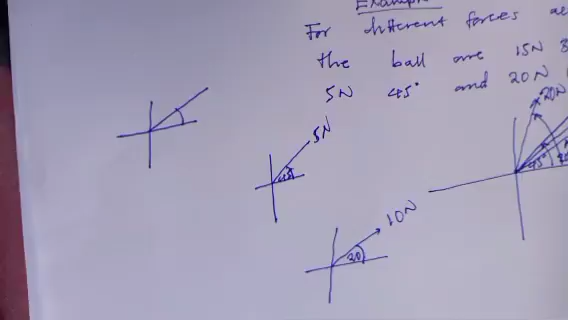 Example
For different forces ac
the ball are 15N 3
5N 45° and 20N
20N
5N
45°
45
10N
30